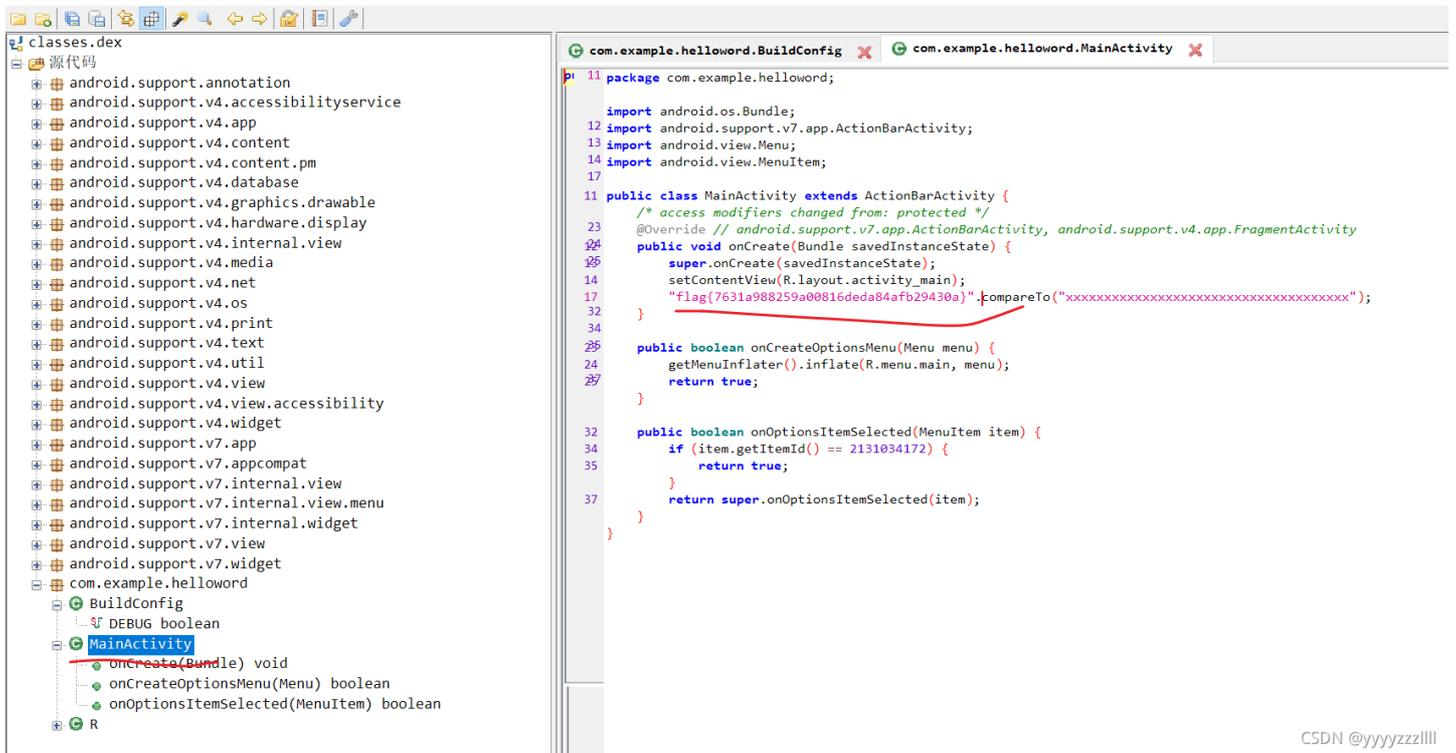 classes.dex
源代码
android.support.annotation
android.support.v4.accessibilityservice
android.support.v4.app
android.support.v4.content
android.support.v4.content.pm
android.support.v4.database
android.support.v4.graphics.drawable
android.support.v4.hardware.display
android.support.v4.internal.view
android.support.v4.media
android.support.v4.net
android.support.v4.os
android.support.v4.print
android.support.v4.text
android.support.v4.util
android.support.v4.view
android.support.v4.view.accessibility
android.support.v4.widget
android.support.v7.app
android.support.v7.appcompat
android.support.v7.internal.view
android.support.v7.internal.view.menu
android.support.v7.internal.widget
android.support.v7.view
android.support.v7.widget
com.example.helloword
BuildConfig
DEBUG boolean
MainActivity
onCreate(Bundle) void
onCreateOptionsMenu(Menu) boolean
onOptionsItemSelected(MenuItem) boolean
R
com.example.helloword.BuildConfig com.example.helloword.MainActivity
11 package com.example.helloword;
import android.os.Bundle;
12 import android.support.v7.app.ActionBarActivity;
13 import android.view.Menu;
14 import android.view.MenuItem;
17
11 public class MainActivity extends ActionBarActivity {
/* access modifiers changed from: protected */
23 @Override // android.support.v7.app.ActionBarActivity, android.support.v4.app.FragmentActivity
public void onCreate(Bundle savedInstanceState) {
super.onCreate(savedInstanceState);
14 setContentView(R.layout.activity_main);
17 "flag{7631a988259a00816deda84afb29430a}".compareTo("xxxxxxxxxxxxxxxxxxxxxxxxxxxxxxxxxxxxx");
32 }
34
public boolean onCreateOptionsMenu(Menu menu) {
24 getMenuInflater().inflate(R.menu.main, menu);
return true;
}
32 public boolean onOptionsItemSelected(MenuItem item) {
34 if (item.getItemId() == 2131034172) {
35 return true;
}
37 return super.onOptionsItemSelected(item);
}
}
CSDN @yyyyzzzllll